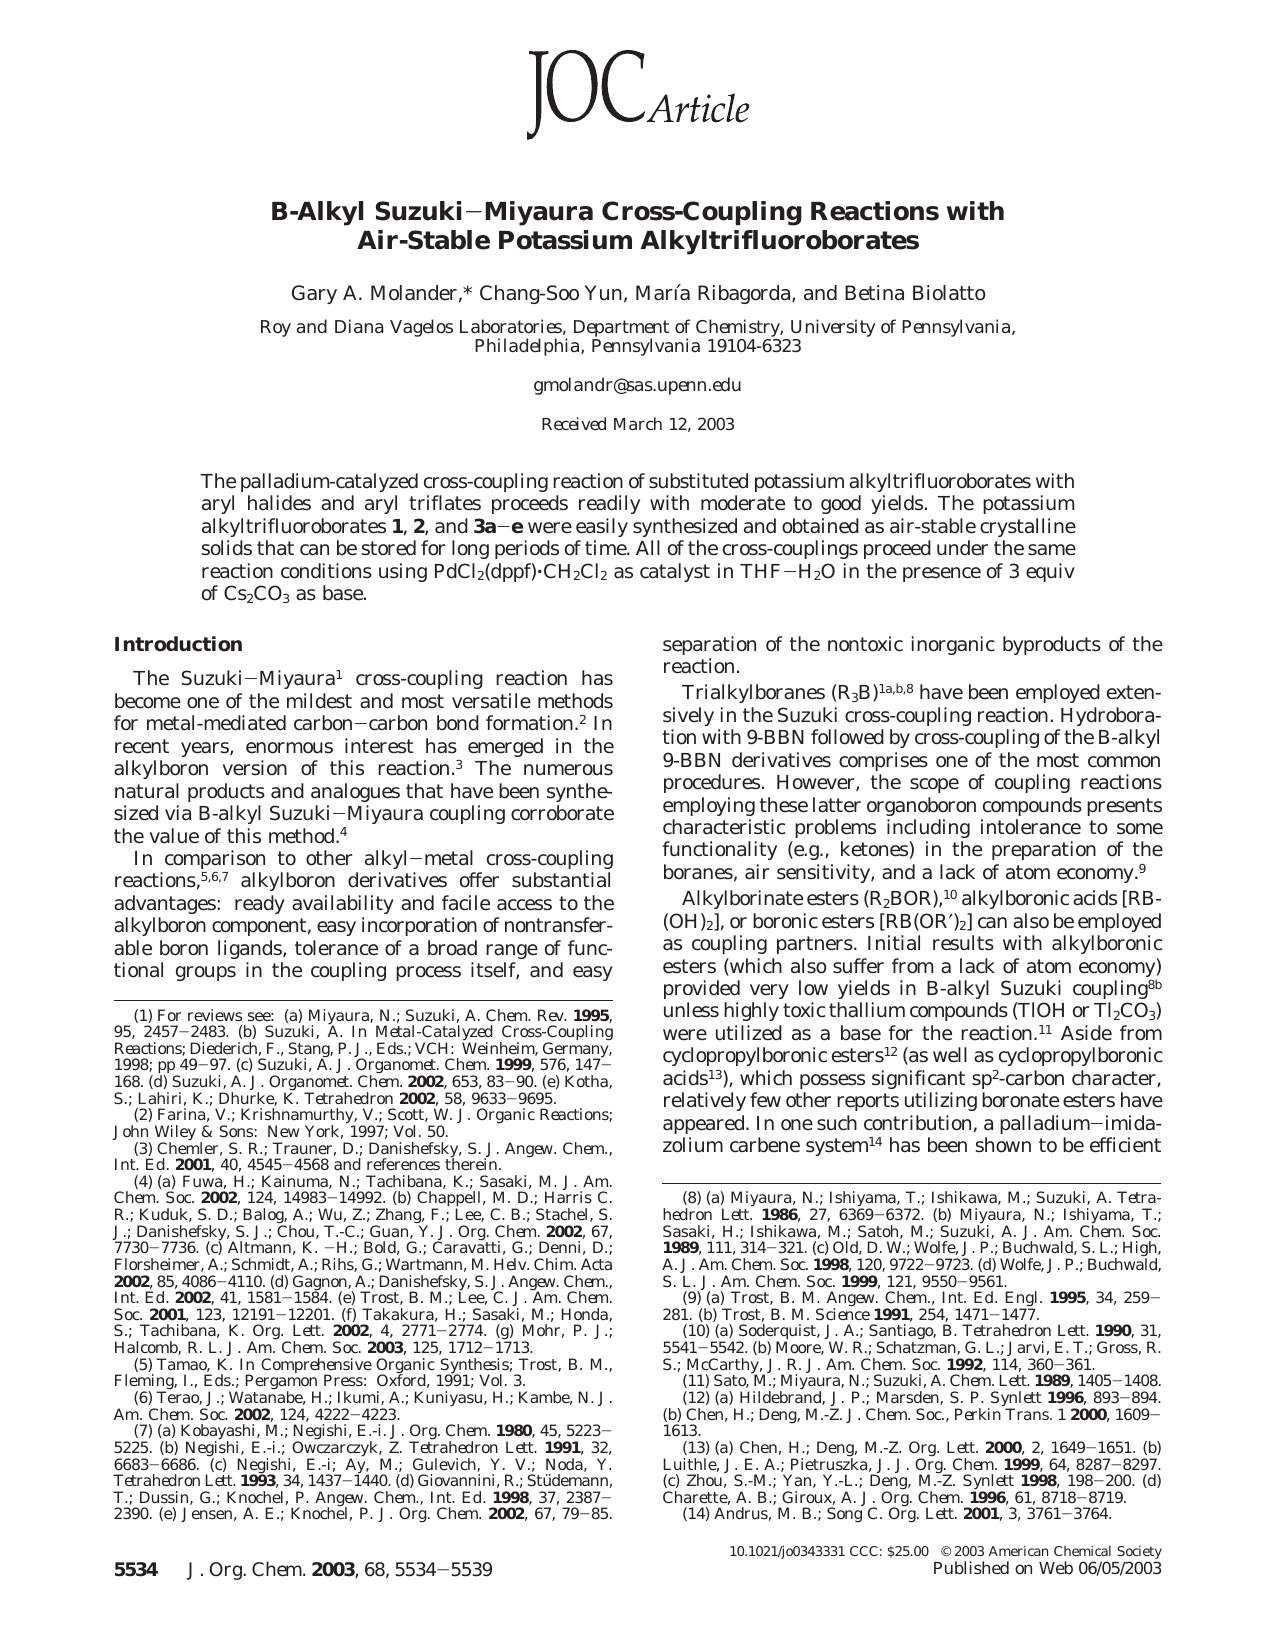 JOC Article
B-Alkyl Suzuki−Miyaura Cross-Coupling Reactions with
Air-Stable Potassium Alkyltrifluoroborates
Gary A. Molander,* Chang-Soo Yun, María Ribagorda, and Betina Biolatto
Roy and Diana Vagelos Laboratories, Department of Chemistry, University of Pennsylvania,
Philadelphia, Pennsylvania 19104-6323
gmolandr@sas.upenn.edu
Received March 12, 2003
The palladium-catalyzed cross-coupling reaction of substituted potassium alkyltrifluoroborates with
aryl halides and aryl triflates proceeds readily with moderate to good yields. The potassium
alkyltrifluoroborates 1, 2, and 3a−e were easily synthesized and obtained as air-stable crystalline
solids that can be stored for long periods of time. All of the cross-couplings proceed under the same
reaction conditions using PdCl₂(dppf)·CH₂Cl₂ as catalyst in THF−H₂O in the presence of 3 equiv
of Cs₂CO₃ as base.
Introduction
The Suzuki−Miyaura¹ cross-coupling reaction has
become one of the mildest and most versatile methods
for metal-mediated carbon−carbon bond formation.² In
recent years, enormous interest has emerged in the
alkylboron version of this reaction.³ The numerous
natural products and analogues that have been synthe-
sized via B-alkyl Suzuki−Miyaura coupling corroborate
the value of this method.⁴
In comparison to other alkyl−metal cross-coupling
reactions,⁵,⁶,⁷ alkylboron derivatives offer substantial
advantages: ready availability and facile access to the
alkylboron component, easy incorporation of nontransfer-
able boron ligands, tolerance of a broad range of func-
tional groups in the coupling process itself, and easy
(1) For reviews see: (a) Miyaura, N.; Suzuki, A. Chem. Rev. 1995,
95, 2457−2483. (b) Suzuki, A. In Metal-Catalyzed Cross-Coupling
Reactions; Diederich, F., Stang, P. J., Eds.; VCH: Weinheim, Germany,
1998; pp 49−97. (c) Suzuki, A. J. Organomet. Chem. 1999, 576, 147−
168. (d) Suzuki, A. J. Organomet. Chem. 2002, 653, 83−90. (e) Kotha,
S.; Lahiri, K.; Dhurke, K. Tetrahedron 2002, 58, 9633−9695.
(2) Farina, V.; Krishnamurthy, V.; Scott, W. J. Organic Reactions;
John Wiley & Sons: New York, 1997; Vol. 50.
(3) Chemler, S. R.; Trauner, D.; Danishefsky, S. J. Angew. Chem.,
Int. Ed. 2001, 40, 4545−4568 and references therein.
(4) (a) Fuwa, H.; Kainuma, N.; Tachibana, K.; Sasaki, M. J. Am.
Chem. Soc. 2002, 124, 14983−14992. (b) Chappell, M. D.; Harris C.
R.; Kuduk, S. D.; Balog, A.; Wu, Z.; Zhang, F.; Lee, C. B.; Stachel, S.
J.; Danishefsky, S. J.; Chou, T.-C.; Guan, Y. J. Org. Chem. 2002, 67,
7730−7736. (c) Altmann, K. −H.; Bold, G.; Caravatti, G.; Denni, D.;
Florsheimer, A.; Schmidt, A.; Rihs, G.; Wartmann, M. Helv. Chim. Acta
2002, 85, 4086−4110. (d) Gagnon, A.; Danishefsky, S. J. Angew. Chem.,
Int. Ed. 2002, 41, 1581−1584. (e) Trost, B. M.; Lee, C. J. Am. Chem.
Soc. 2001, 123, 12191−12201. (f) Takakura, H.; Sasaki, M.; Honda,
S.; Tachibana, K. Org. Lett. 2002, 4, 2771−2774. (g) Mohr, P. J.;
Halcomb, R. L. J. Am. Chem. Soc. 2003, 125, 1712−1713.
(5) Tamao, K. In Comprehensive Organic Synthesis; Trost, B. M.,
Fleming, I., Eds.; Pergamon Press: Oxford, 1991; Vol. 3.
(6) Terao, J.; Watanabe, H.; Ikumi, A.; Kuniyasu, H.; Kambe, N. J.
Am. Chem. Soc. 2002, 124, 4222−4223.
(7) (a) Kobayashi, M.; Negishi, E.-i. J. Org. Chem. 1980, 45, 5223−
5225. (b) Negishi, E.-i.; Owczarczyk, Z. Tetrahedron Lett. 1991, 32,
6683−6686. (c) Negishi, E.-i; Ay, M.; Gulevich, Y. V.; Noda, Y.
Tetrahedron Lett. 1993, 34, 1437−1440. (d) Giovannini, R.; Stüdemann,
T.; Dussin, G.; Knochel, P. Angew. Chem., Int. Ed. 1998, 37, 2387−
2390. (e) Jensen, A. E.; Knochel, P. J. Org. Chem. 2002, 67, 79−85.
separation of the nontoxic inorganic byproducts of the
reaction.
Trialkylboranes (R₃B)¹ᵃ,ᵇ,⁸ have been employed exten-
sively in the Suzuki cross-coupling reaction. Hydrobora-
tion with 9-BBN followed by cross-coupling of the B-alkyl
9-BBN derivatives comprises one of the most common
procedures. However, the scope of coupling reactions
employing these latter organoboron compounds presents
characteristic problems including intolerance to some
functionality (e.g., ketones) in the preparation of the
boranes, air sensitivity, and a lack of atom economy.⁹
Alkylborinate esters (R₂BOR),¹⁰ alkylboronic acids [RB-
(OH)₂], or boronic esters [RB(OR′)₂] can also be employed
as coupling partners. Initial results with alkylboronic
esters (which also suffer from a lack of atom economy)
provided very low yields in B-alkyl Suzuki coupling⁸ᵇ
unless highly toxic thallium compounds (TlOH or Tl₂CO₃)
were utilized as a base for the reaction.¹¹ Aside from
cyclopropylboronic esters¹² (as well as cyclopropylboronic
acids¹³), which possess significant sp²-carbon character,
relatively few other reports utilizing boronate esters have
appeared. In one such contribution, a palladium−imida-
zolium carbene system¹⁴ has been shown to be efficient
(8) (a) Miyaura, N.; Ishiyama, T.; Ishikawa, M.; Suzuki, A. Tetra-
hedron Lett. 1986, 27, 6369−6372. (b) Miyaura, N.; Ishiyama, T.;
Sasaki, H.; Ishikawa, M.; Satoh, M.; Suzuki, A. J. Am. Chem. Soc.
1989, 111, 314−321. (c) Old, D. W.; Wolfe, J. P.; Buchwald, S. L.; High,
A. J. Am. Chem. Soc. 1998, 120, 9722−9723. (d) Wolfe, J. P.; Buchwald,
S. L. J. Am. Chem. Soc. 1999, 121, 9550−9561.
(9) (a) Trost, B. M. Angew. Chem., Int. Ed. Engl. 1995, 34, 259−
281. (b) Trost, B. M. Science 1991, 254, 1471−1477.
(10) (a) Soderquist, J. A.; Santiago, B. Tetrahedron Lett. 1990, 31,
5541−5542. (b) Moore, W. R.; Schatzman, G. L.; Jarvi, E. T.; Gross, R.
S.; McCarthy, J. R. J. Am. Chem. Soc. 1992, 114, 360−361.
(11) Sato, M.; Miyaura, N.; Suzuki, A. Chem. Lett. 1989, 1405−1408.
(12) (a) Hildebrand, J. P.; Marsden, S. P. Synlett 1996, 893−894.
(b) Chen, H.; Deng, M.-Z. J. Chem. Soc., Perkin Trans. 1 2000, 1609−
1613.
(13) (a) Chen, H.; Deng, M.-Z. Org. Lett. 2000, 2, 1649−1651. (b)
Luithle, J. E. A.; Pietruszka, J. J. Org. Chem. 1999, 64, 8287−8297.
(c) Zhou, S.-M.; Yan, Y.-L.; Deng, M.-Z. Synlett 1998, 198−200. (d)
Charette, A. B.; Giroux, A. J. Org. Chem. 1996, 61, 8718−8719.
(14) Andrus, M. B.; Song C. Org. Lett. 2001, 3, 3761−3764.
10.1021/jo0343331 CCC: $25.00 © 2003 American Chemical Society
5534 J. Org. Chem. 2003, 68, 5534−5539
Published on Web 06/05/2003